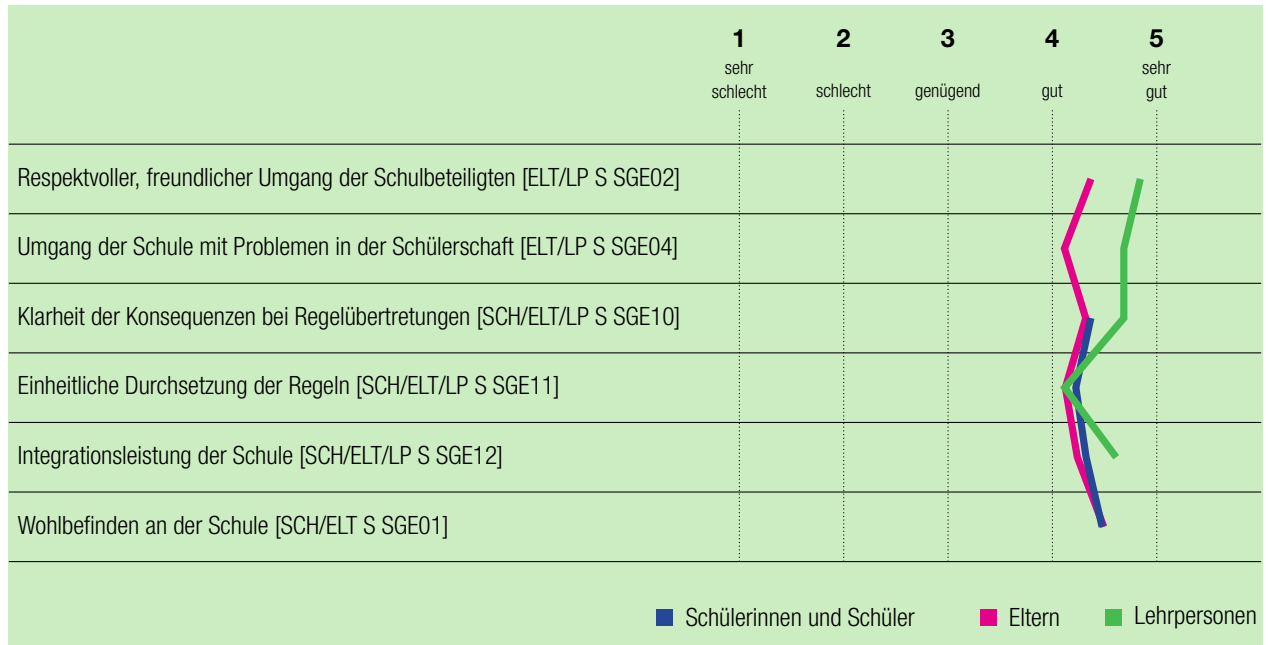 1 2 3 4 5
sehr schlecht schlecht genügend gut sehr gut
Respektvoller, freundlicher Umgang der Schulbeteiligten [ELT/LP S SGE02]
Umgang der Schule mit Problemen in der Schülerschaft [ELT/LP S SGE04]
Klarheit der Konsequenzen bei Regelübertretungen [SCH/ELT/LP S SGE10]
Einheitliche Durchsetzung der Regeln [SCH/ELT/LP S SGE11]
Integrationsleistung der Schule [SCH/ELT/LP S SGE12]
Wohlbefinden an der Schule [SCH/ELT S SGE01]
Schülerinnen und Schüler Eltern Lehrpersonen